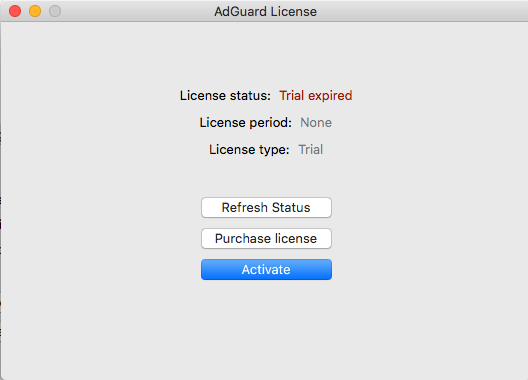 AdGuard License
License status: Trial expired
License period: None
License type: Trial
Refresh Status
Purchase license
Activate